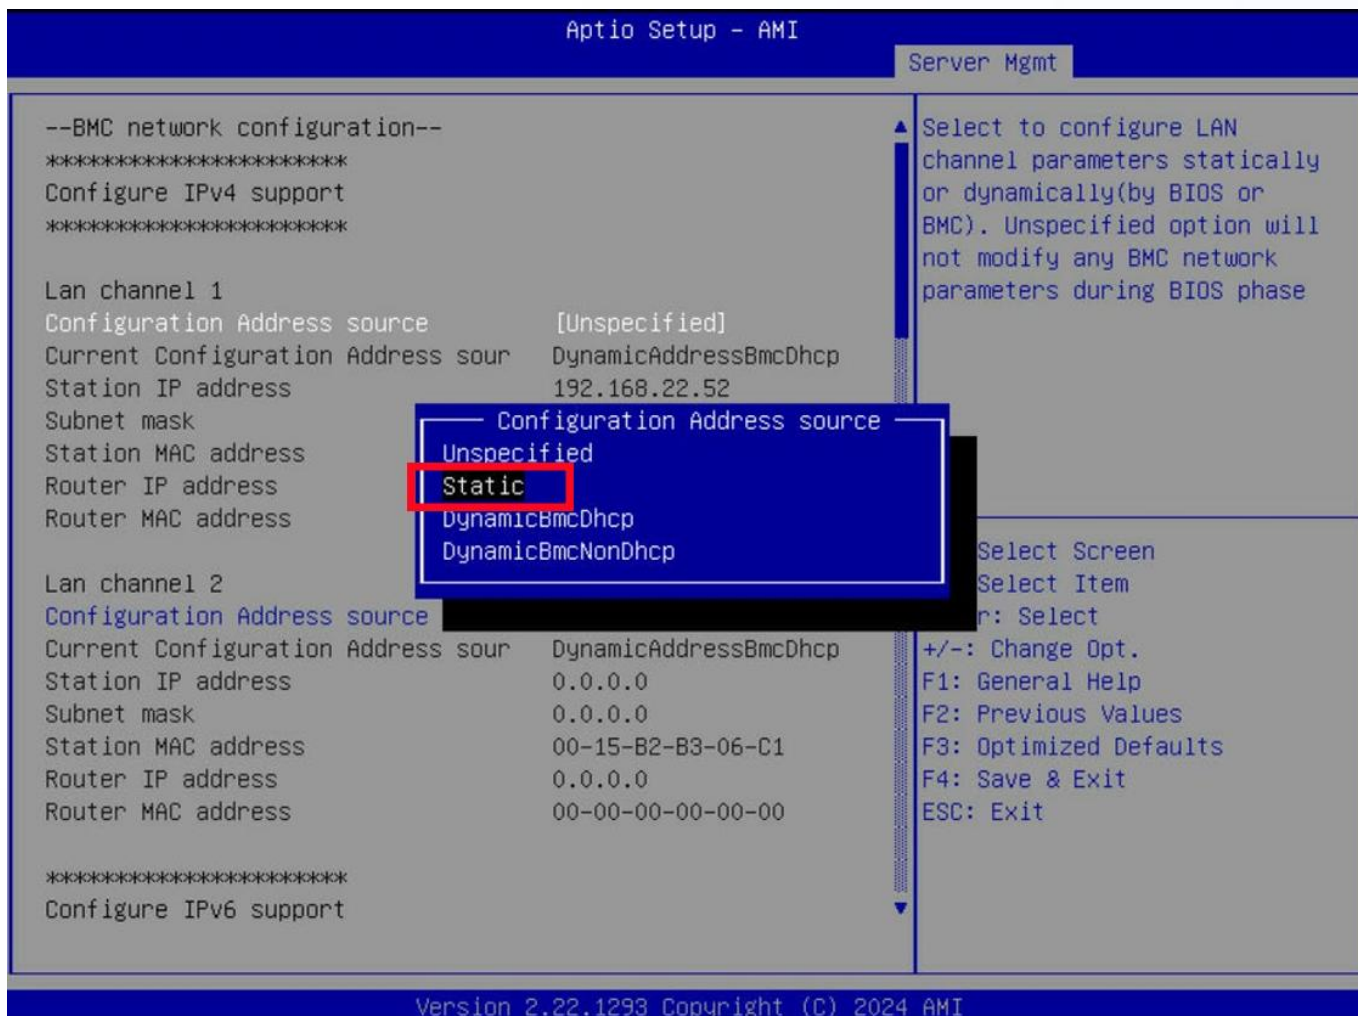 Aptio Setup – AMI
Server Mgmt
--BMC network configuration--
***********************
Configure IPv4 support
***********************
Lan channel 1
Configuration Address source [Unspecified]
Current Configuration Address sour DynamicAddressBmcDhcp
Station IP address 192.168.22.52
Subnet mask
Station MAC address
Router IP address
Router MAC address
Lan channel 2
Configuration Address source
Current Configuration Address sour DynamicAddressBmcDhcp
Station IP address 0.0.0.0
Subnet mask 0.0.0.0
Station MAC address 00-15-B2-B3-06-C1
Router IP address 0.0.0.0
Router MAC address 00-00-00-00-00-00
***********************
Configure IPv6 support
Configuration Address source
Unspecified
Static
DynamicBmcDhcp
DynamicBmcNonDhcp
Select to configure LAN
channel parameters statically
or dynamically(by BIOS or
BMC). Unspecified option will
not modify any BMC network
parameters during BIOS phase
Select Screen
Select Item
r: Select
+/-: Change Opt.
F1: General Help
F2: Previous Values
F3: Optimized Defaults
F4: Save & Exit
ESC: Exit
Version 2.22.1293 Copyright (C) 2024 AMI